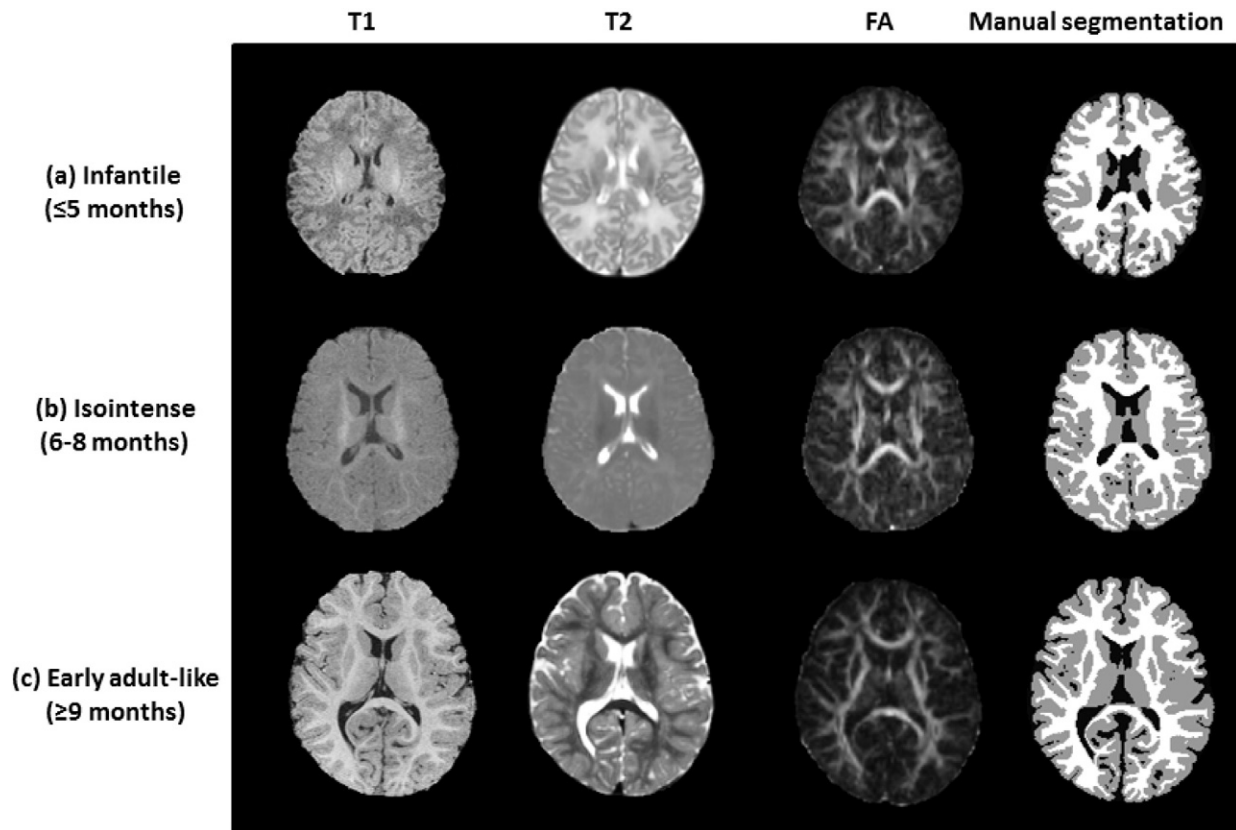 T1 T2 FA Manual segmentation
(a) Infantile
(≤5 months)
(b) Isointense
(6-8 months)
(c) Early adult-like
(≥9 months)